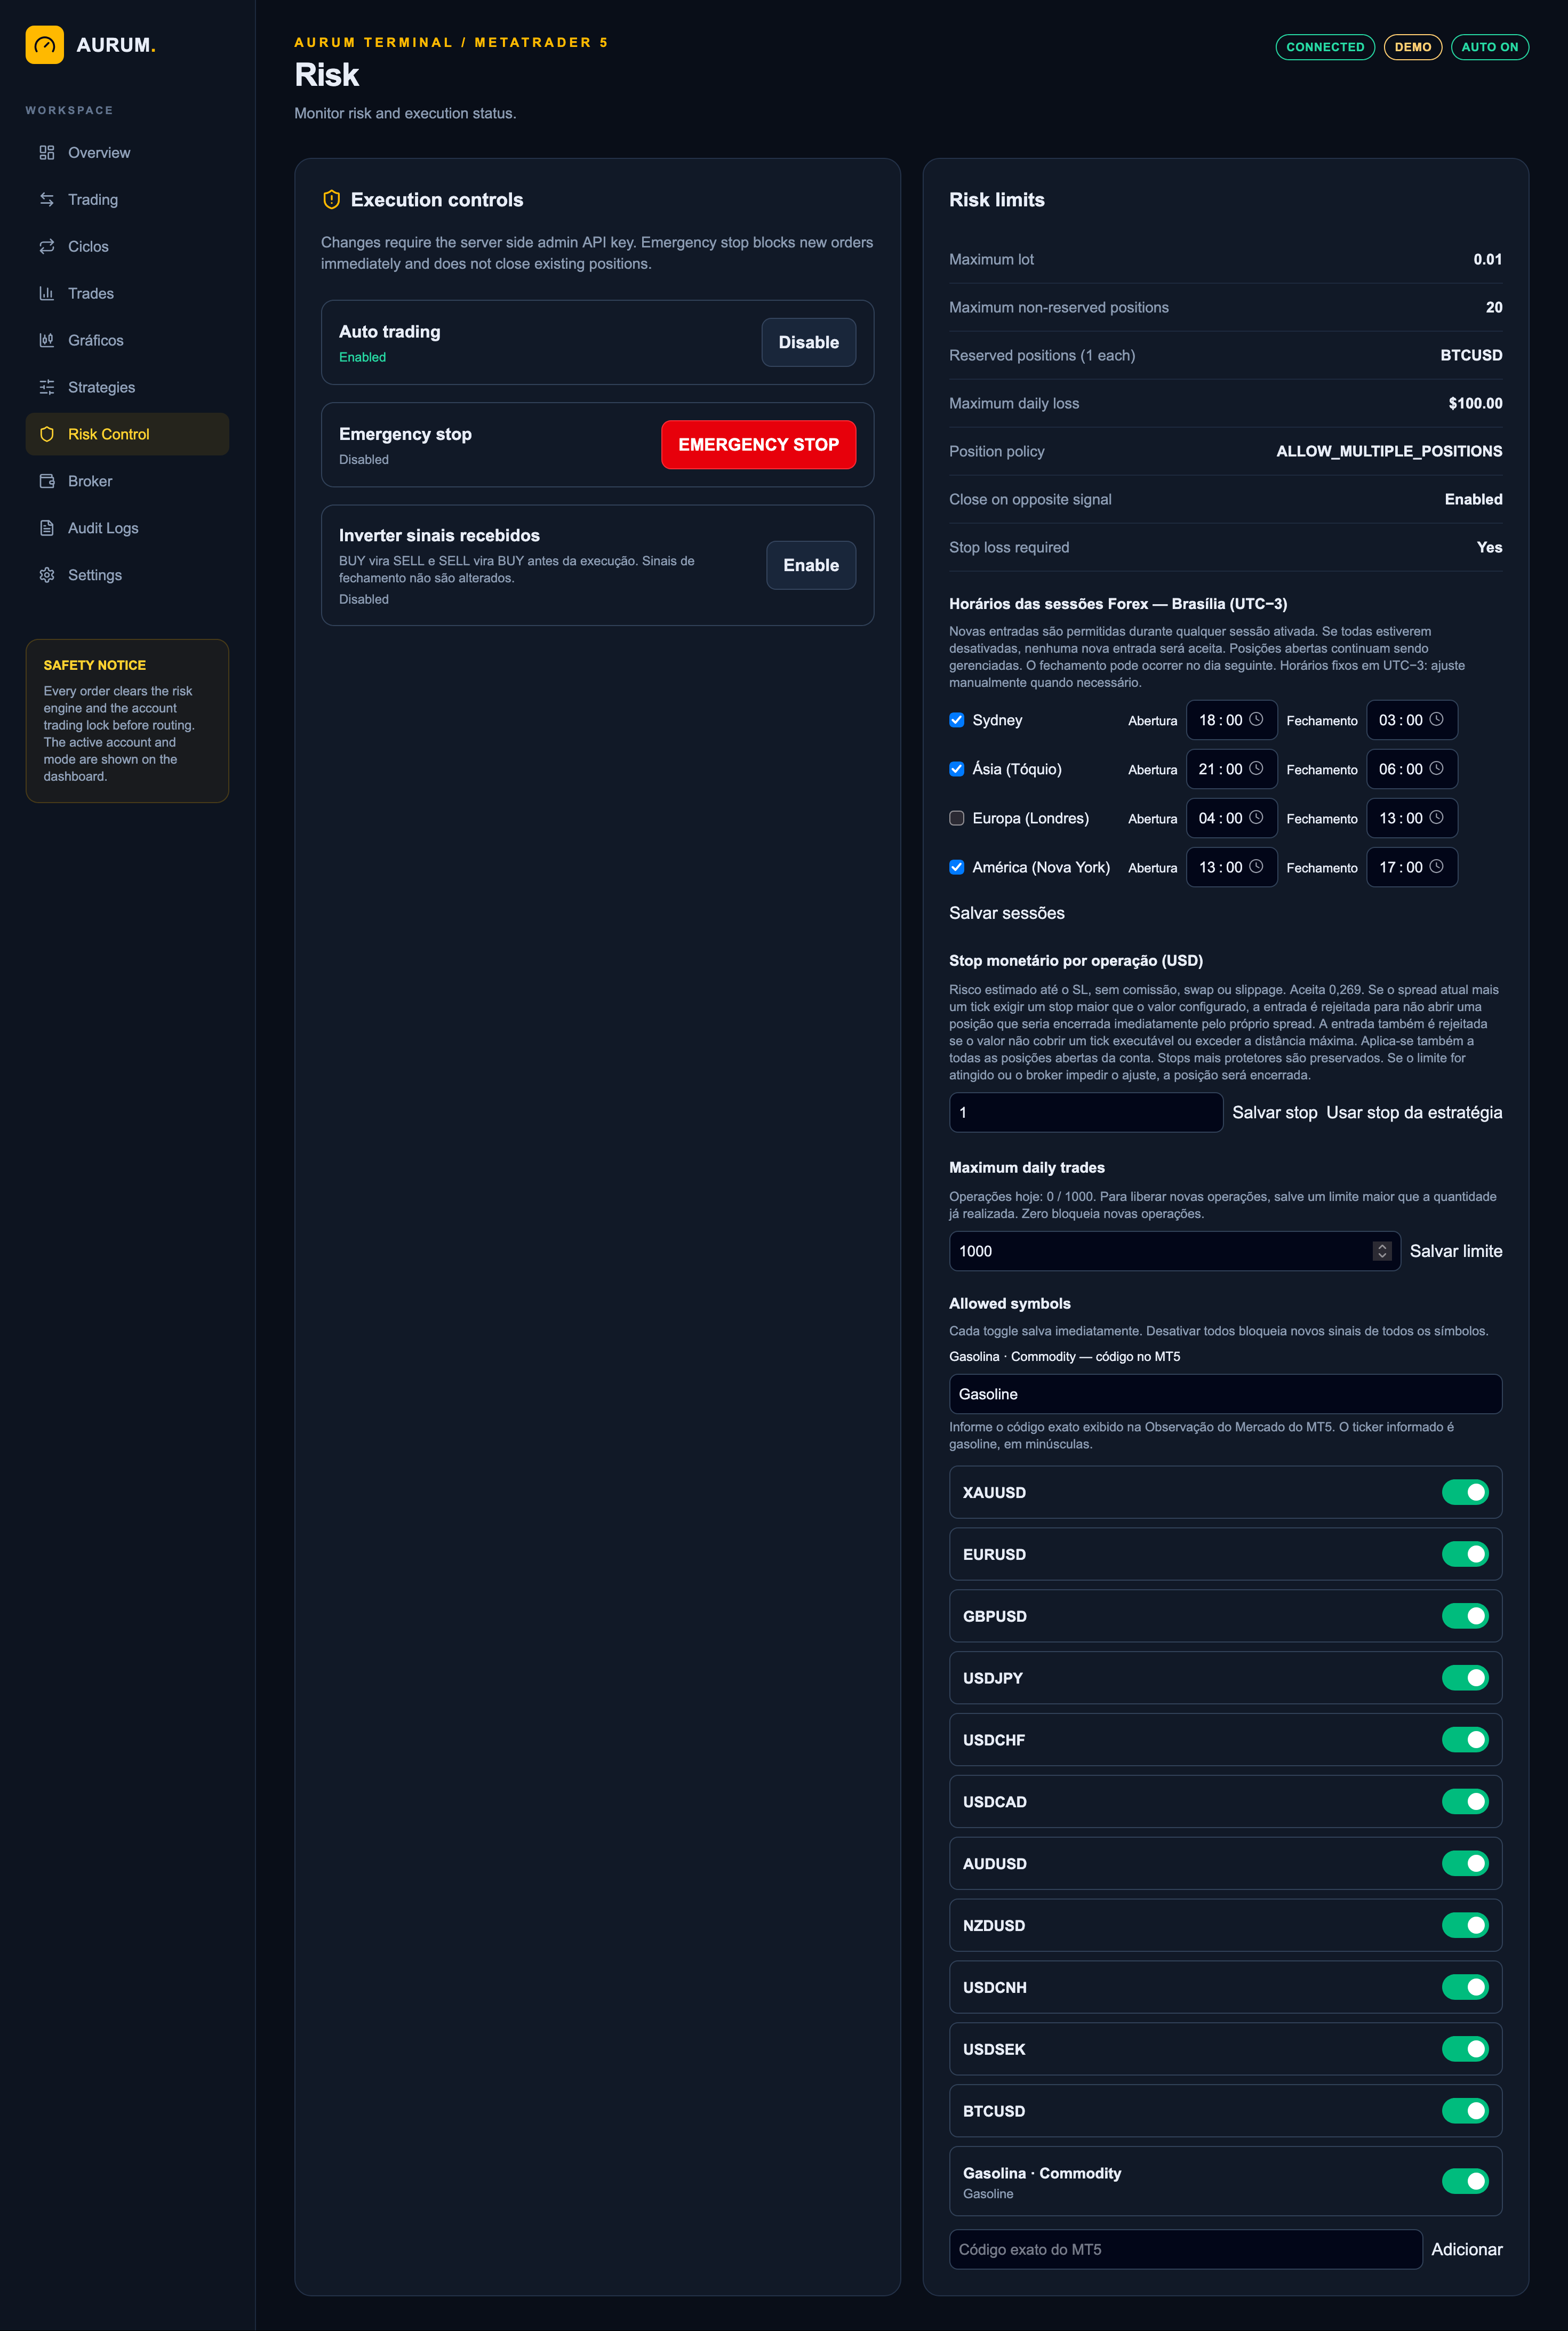 AURUM.
WORKSPACE
Overview
Trading
Ciclos
Trades
Gráficos
Strategies
Risk Control
Broker
Audit Logs
Settings
SAFETY NOTICE
Every order clears the risk
engine and the account
trading lock before routing.
The active account and
mode are shown on the
dashboard.
AURUM TERMINAL / METATRADER 5
Risk
Monitor risk and execution status.
CONNECTED
DEMO
AUTO ON
Execution controls
Changes require the server side admin API key. Emergency stop blocks new orders
immediately and does not close existing positions.
Auto trading
Enabled
Disable
Emergency stop
Disabled
EMERGENCY STOP
Inverter sinais recebidos
BUY vira SELL e SELL vira BUY antes da execução. Sinais de
fechamento não são alterados.
Disabled
Enable
Risk limits
Maximum lot 0.01
Maximum non-reserved positions 20
Reserved positions (1 each) BTCUSD
Maximum daily loss $100.00
Position policy ALLOW_MULTIPLE_POSITIONS
Close on opposite signal Enabled
Stop loss required Yes
Horários das sessões Forex — Brasília (UTC−3)
Novas entradas são permitidas durante qualquer sessão ativada. Se todas estiverem
desativadas, nenhuma nova entrada será aceita. Posições abertas continuam sendo
gerenciadas. O fechamento pode ocorrer no dia seguinte. Horários fixos em UTC−3: ajuste
manualmente quando necessário.
Sydney Abertura 18:00 Fechamento 03:00
Ásia (Tóquio) Abertura 21:00 Fechamento 06:00
Europa (Londres) Abertura 04:00 Fechamento 13:00
América (Nova York) Abertura 13:00 Fechamento 17:00
Salvar sessões
Stop monetário por operação (USD)
Risco estimado até o SL, sem comissão, swap ou slippage. Aceita 0,269. Se o spread atual mais
um tick exigir um stop maior que o valor configurado, a entrada é rejeitada para não abrir uma
posição que seria encerrada imediatamente pelo próprio spread. A entrada também é rejeitada
se o valor não cobrir um tick executável ou exceder a distância máxima. Aplica-se também a
todas as posições abertas da conta. Stops mais protetores são preservados. Se o limite for
atingido ou o broker impedir o ajuste, a posição será encerrada.
1 Salvar stop Usar stop da estratégia
Maximum daily trades
Operações hoje: 0 / 1000. Para liberar novas operações, salve um limite maior que a quantidade
já realizada. Zero bloqueia novas operações.
1000 Salvar limite
Allowed symbols
Cada toggle salva imediatamente. Desativar todos bloqueia novos sinais de todos os símbolos.
Gasolina · Commodity — código no MT5
Gasoline
Informe o código exato exibido na Observação do Mercado do MT5. O ticker informado é
gasoline, em minúsculas.
XAUUSD
EURUSD
GBPUSD
USDJPY
USDCHF
USDCAD
AUDUSD
NZDUSD
USDCNH
USDSEK
BTCUSD
Gasolina · Commodity
Gasoline
Código exato do MT5 Adicionar